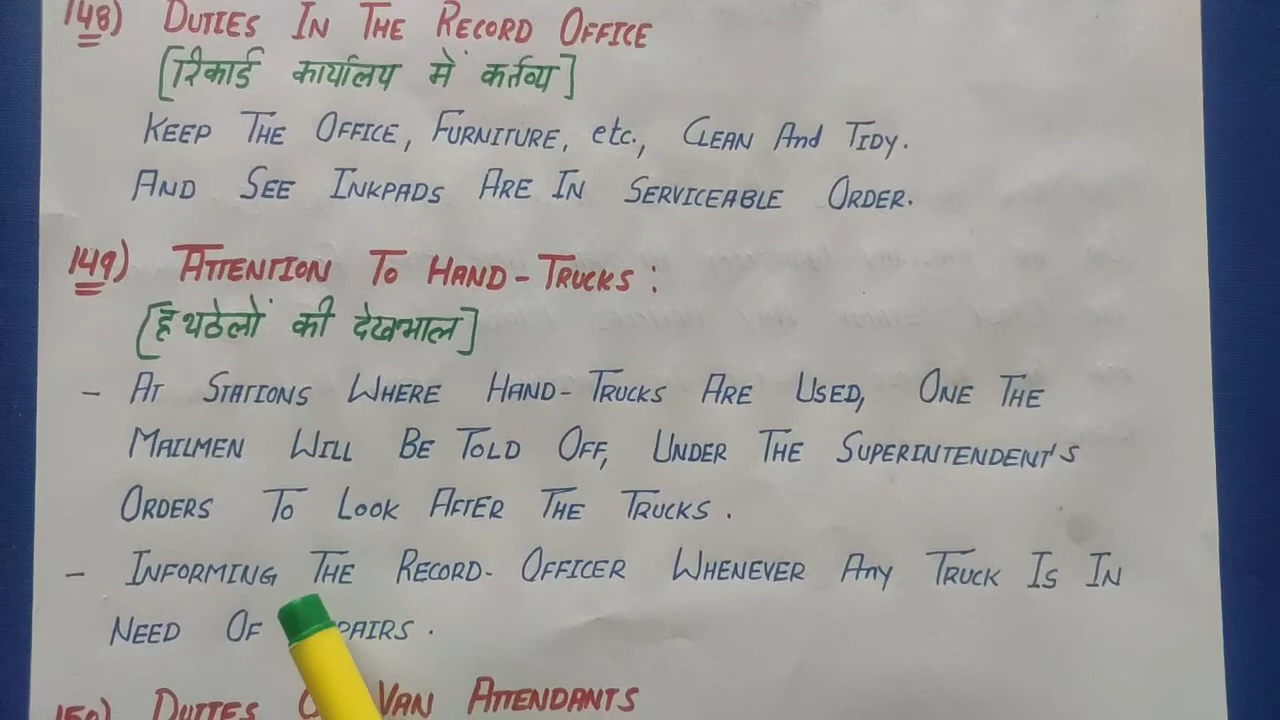 148) DUTIES IN THE RECORD OFFICE
[रिकार्ड कार्यालय में कर्तव्य]
KEEP THE OFFICE, FURNITURE, etc., CLEAN And TIDY.
AND SEE INKPADS ARE IN SERVICEABLE ORDER.
149) ATTENTION TO HAND-TRUCKS:
[हथठेलों की देखभाल]
- AT STATIONS WHERE HAND-TRUCKS ARE USED, ONE THE
MAILMEN WILL BE TOLD OFF, UNDER THE SUPERINTENDENT'S
ORDERS TO LOOK AFTER THE TRUCKS.
- INFORMING THE RECORD-OFFICER WHENEVER Any TRUCK IS IN
NEED OF PAIRS.
150) DUTIES VAN ATTENDANTS